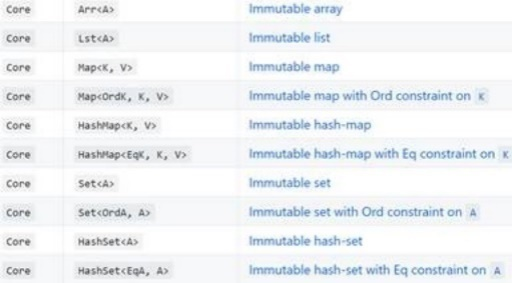 Core Arr<A> Immutable array
Core Lst<A> Immutable list
Core Map<K, V> Immutable map
Core Map<OrdK, K, V> Immutable map with Ord constraint on K
Core HashMap<K, V> Immutable hash-map
Core HashMap<EqK, K, V> Immutable hash-map with Eq constraint on K
Core Set<A> Immutable set
Core Set<OrdA, A> Immutable set with Ord constraint on A
Core HashSet<A> Immutable hash-set
Core HashSet<EqA, A> Immutable hash-set with Eq constraint on A